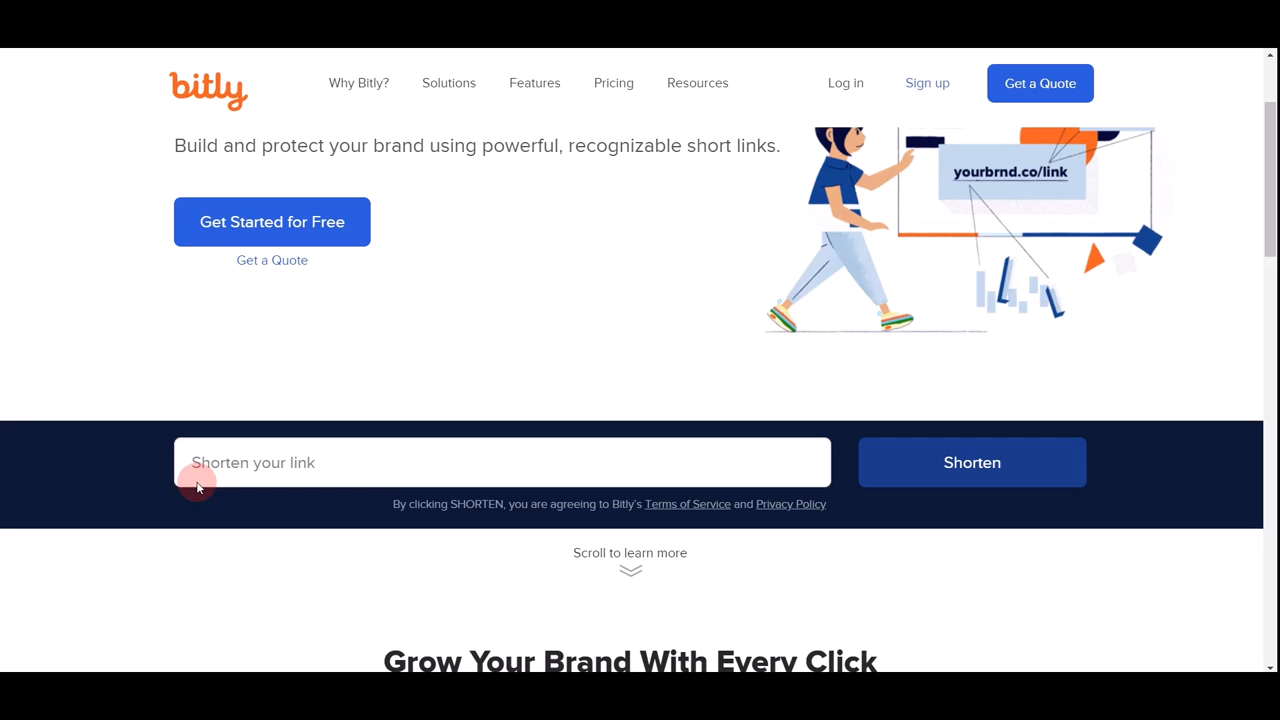 bitly
Why Bitly? Solutions Features Pricing Resources Log in Sign up Get a Quote
Build and protect your brand using powerful, recognizable short links.
yourbrnd.co/link
Get Started for Free
Get a Quote
Shorten your link Shorten
By clicking SHORTEN, you are agreeing to Bitly's Terms of Service and Privacy Policy
Scroll to learn more
Grow Your Brand With Every Click